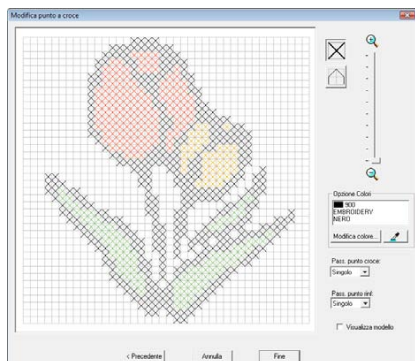 Modifica punto a croce
Opzione Colori
900
EMBROIDERY
NERO
Modifica colore...
Pass. punto croce:
Singolo
Pass. punto rinf.
Singolo
Visualizza modello
< Precedente
Annulla
Fine